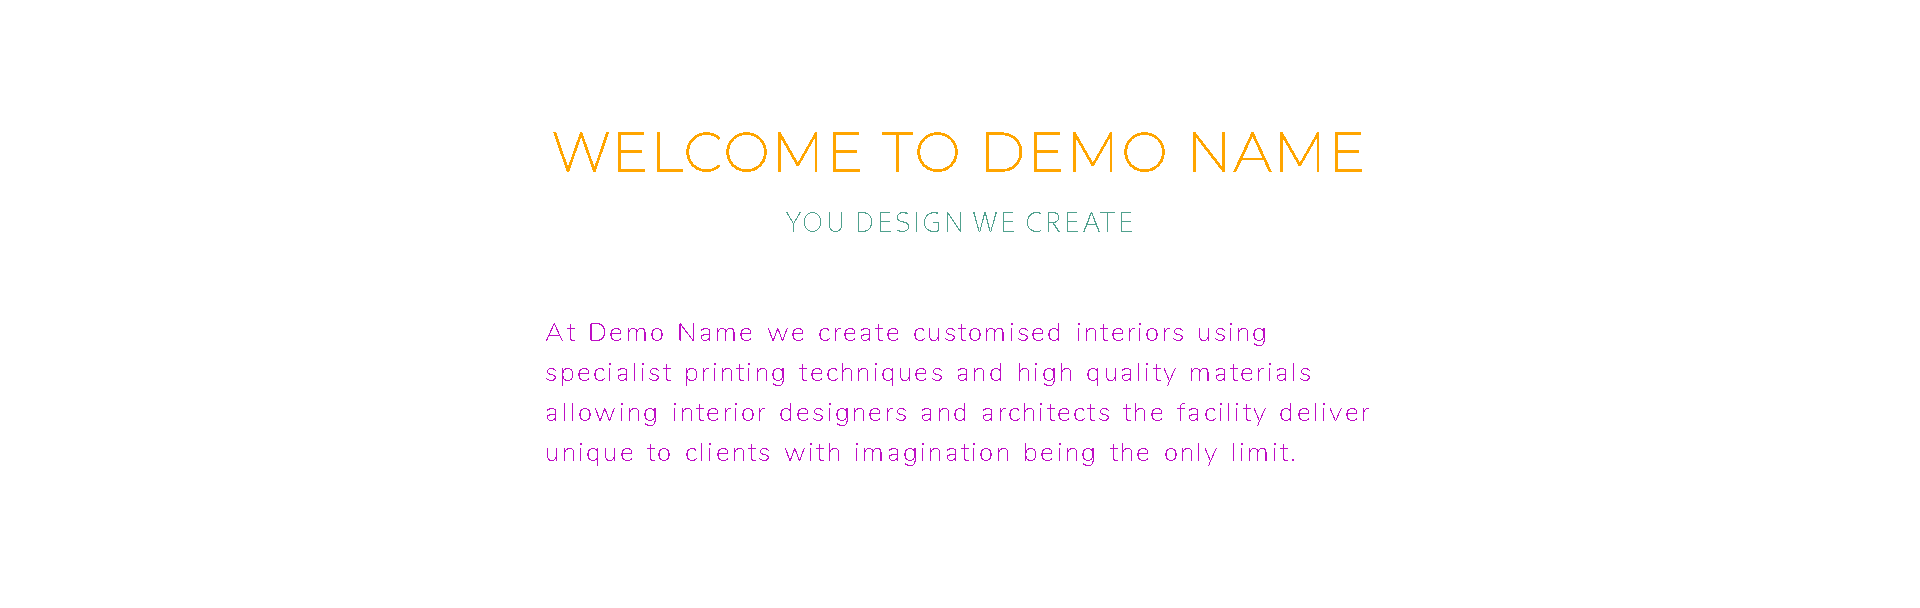 WELCOME TO DEMO NAME
YOU DESIGN WE CREATE
At Demo Name we create customised interiors using
specialist printing techniques and high quality materials
allowing interior designers and architects the facility deliver
unique to clients with imagination being the only limit.